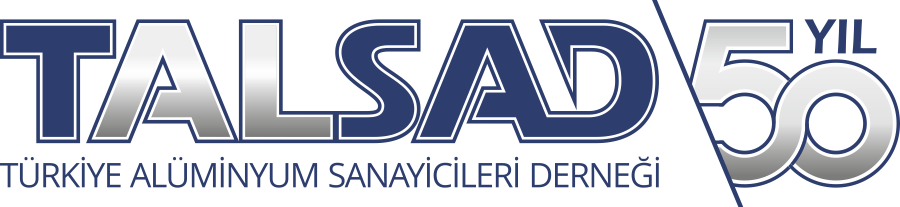 TALSAD
TÜRKİYE ALÜMİNYUM SANAYİCİLERİ DERNEĞİ
50 YIL